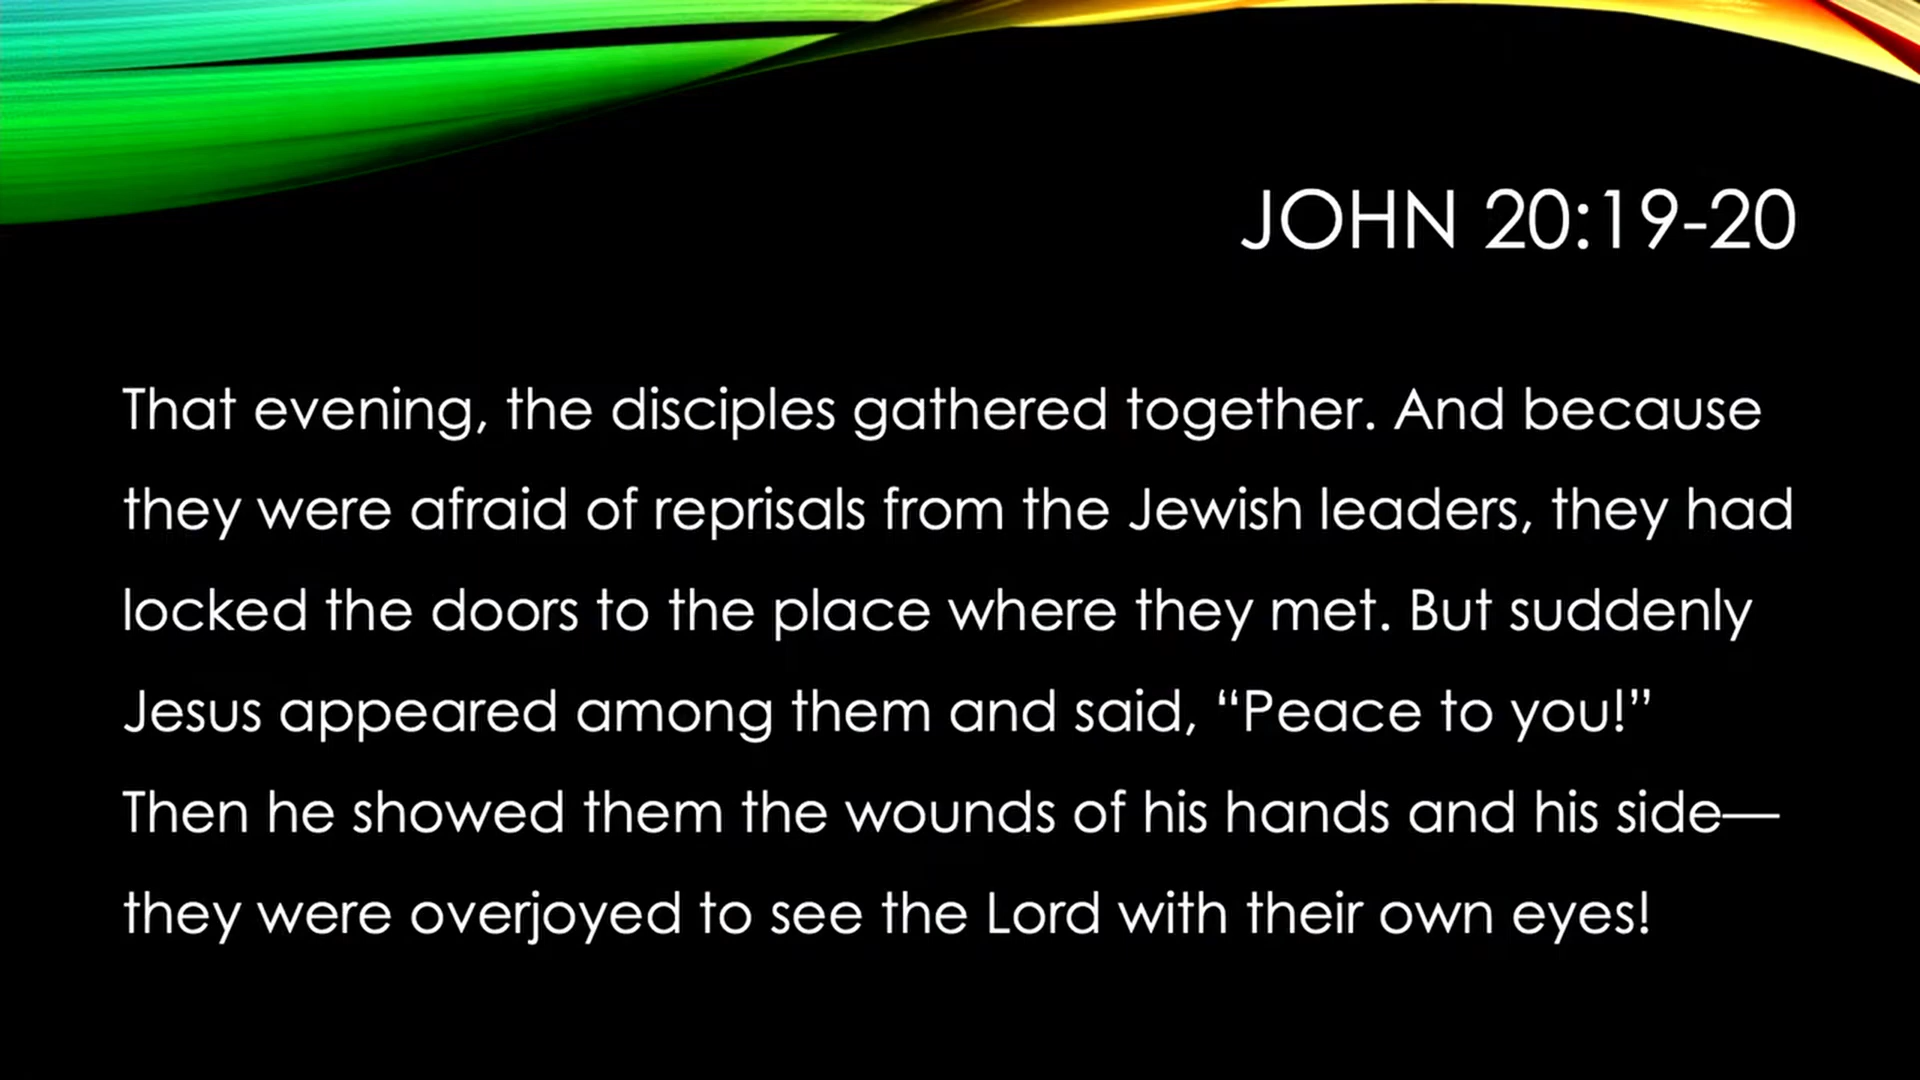 JOHN 20:19-20
That evening, the disciples gathered together. And because
they were afraid of reprisals from the Jewish leaders, they had
locked the doors to the place where they met. But suddenly
Jesus appeared among them and said, “Peace to you!”
Then he showed them the wounds of his hands and his side—
they were overjoyed to see the Lord with their own eyes!